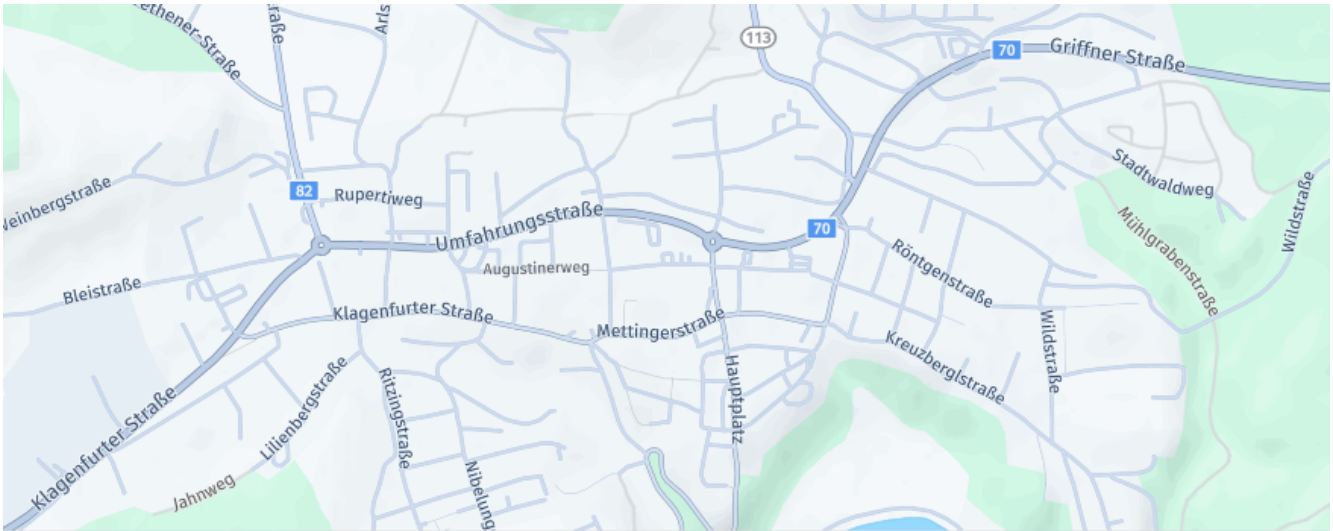 113
70
Griffner Straße
ethener-Straße
raße
Arls
Stadtwaldweg
Weinbergstraße
82
Rupertiweg
Umfahrungsstraße
70
Mühlgrabenstraße
Wildstraße
Röntgenstraße
Augustinerweg
Bleistraße
Klagenfurter Straße
Mettingerstraße
Wildstraße
Kreuzberglstraße
Hauptplatz
Klagenfurter Straße
Lilienbergstraße
Ritzingstraße
Nibelung
Jahnweg